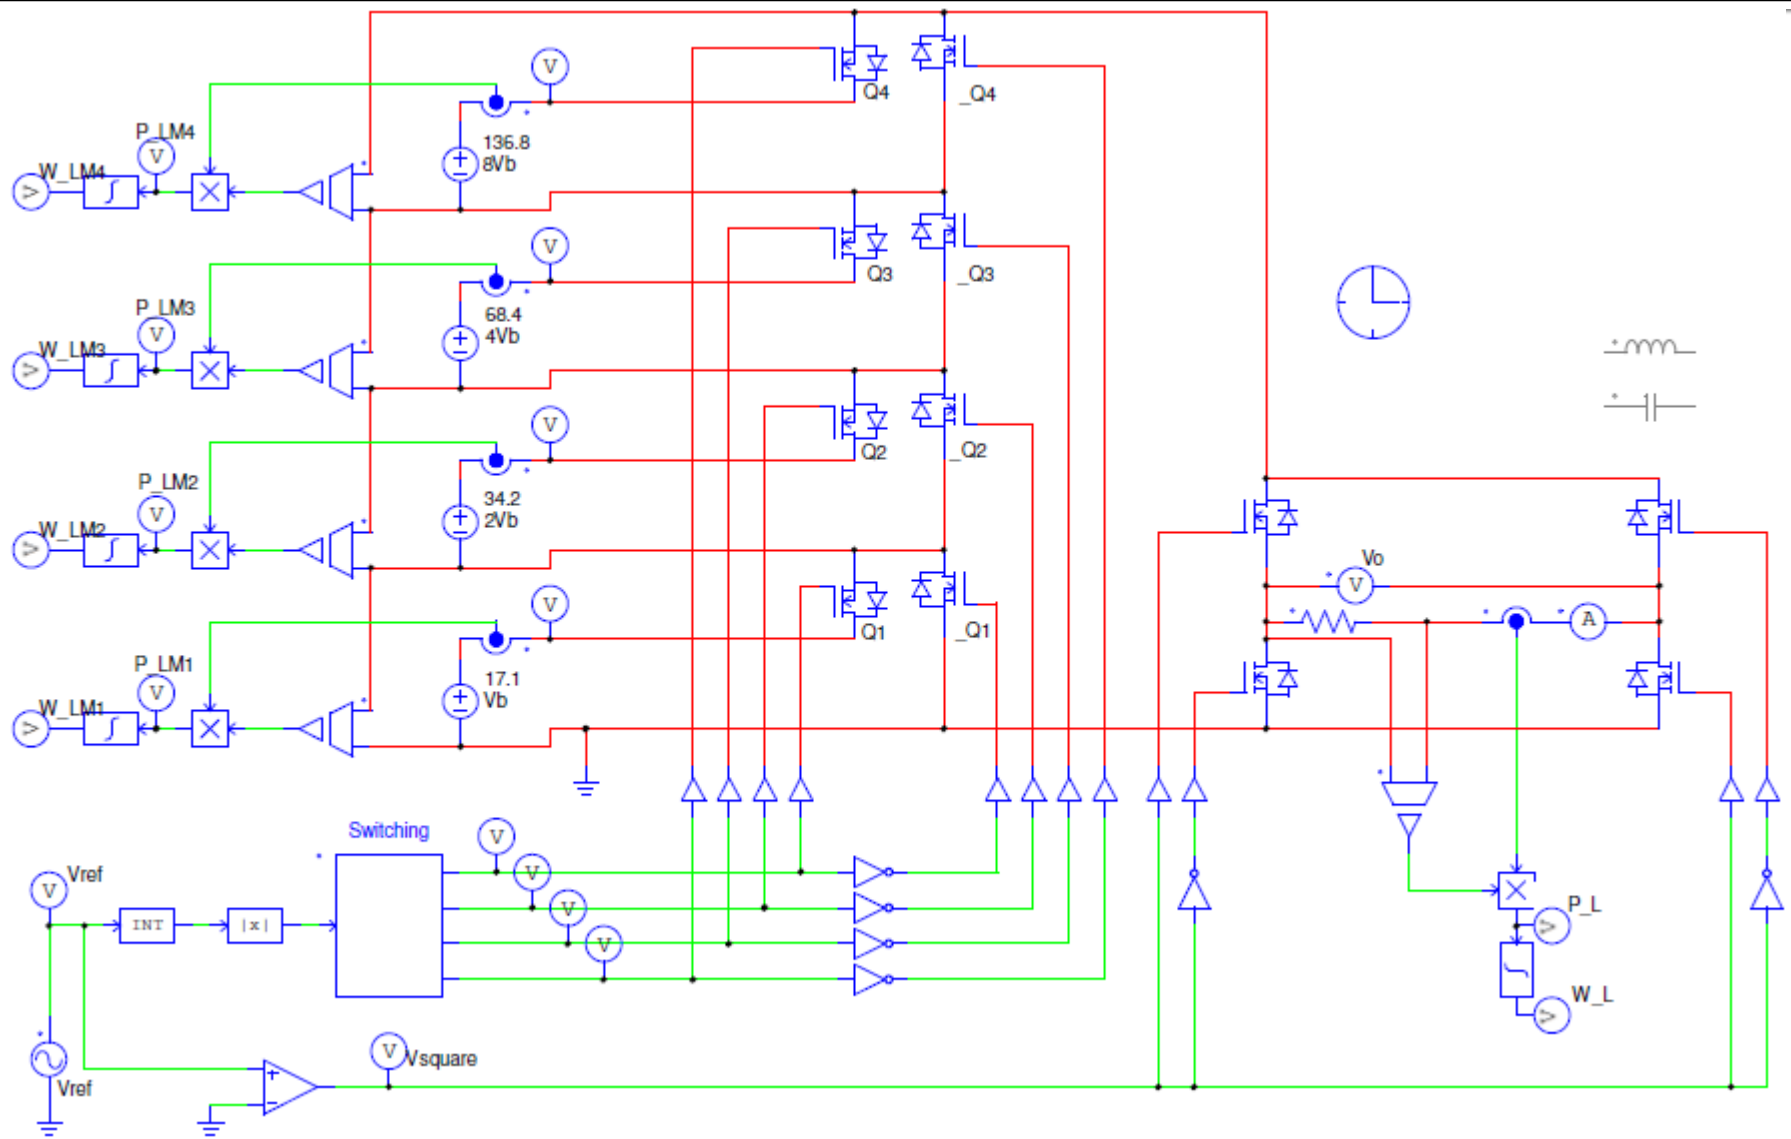 V
Q4
_Q4
136.8
8Vb
P_LM4
V
W_LM4
V
∫
×
V
Q3
_Q3
68.4
4Vb
P_LM3
V
W_LM3
V
∫
×
V
Q2
_Q2
34.2
2Vb
P_LM2
V
W_LM2
V
∫
×
V
Q1
_Q1
17.1
Vb
P_LM1
V
W_LM1
V
∫
×
Vo
V
A
Switching
V
V
V
V
Vref
V
INT
|x|
×
P_L
V
∫
W_L
V
V
Vsquare
Vref